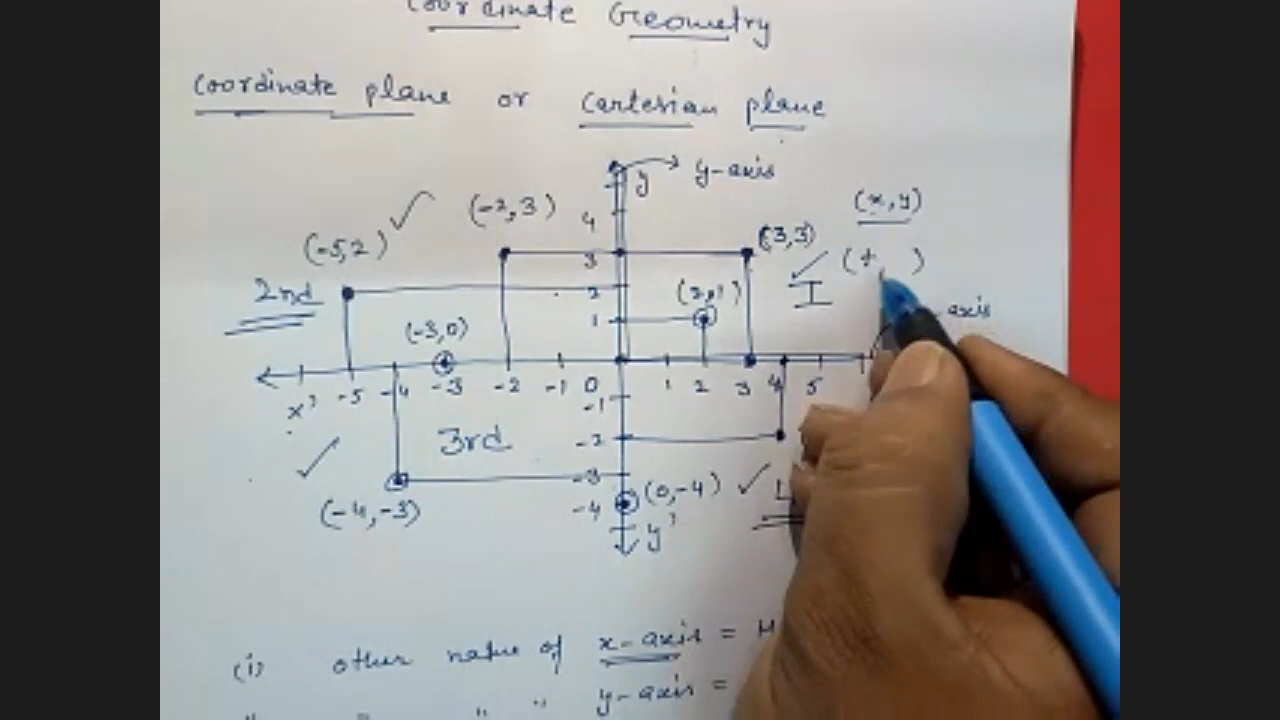 Coordinate Geometry
Coordinate plane or Cartesian plane
y y-axis
(x,y)
(-2,3)
4
(-5,2)
(3,3)
3
(+ )
2nd
2
(2,1)
I
axis
1
(-3,0)
x' -5 -4 -3 -2 -1 0 1 2 3 4 5
-1
3rd
-2
-3
(-4,-3)
-4 (0,-4)
y'
(i) other name of x-axis = H
" " y-axis =